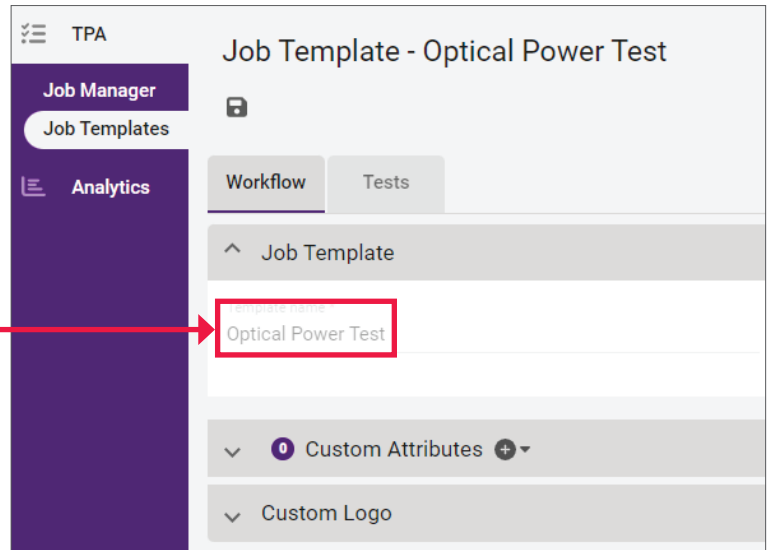 TPA
Job Manager
Job Templates
Analytics
Job Template - Optical Power Test
Workflow Tests
Job Template
Template name *
Optical Power Test
0 Custom Attributes
Custom Logo